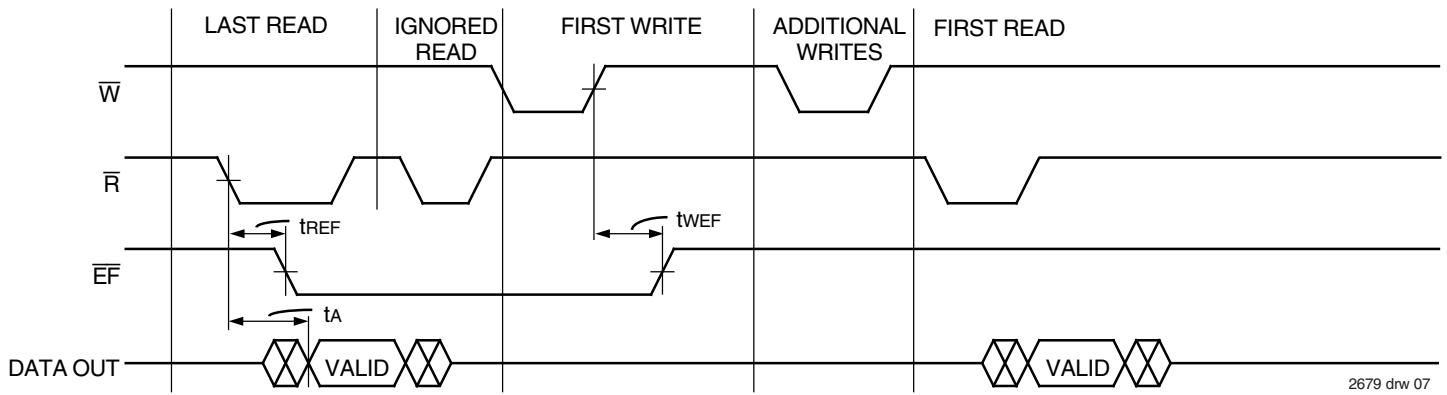 LAST READ
IGNORED
READ
FIRST WRITE
ADDITIONAL
WRITES
FIRST READ
W̅
R̅
tREF
tWEF
E̅F̅
tA
DATA OUT
VALID
VALID
2679 drw 07